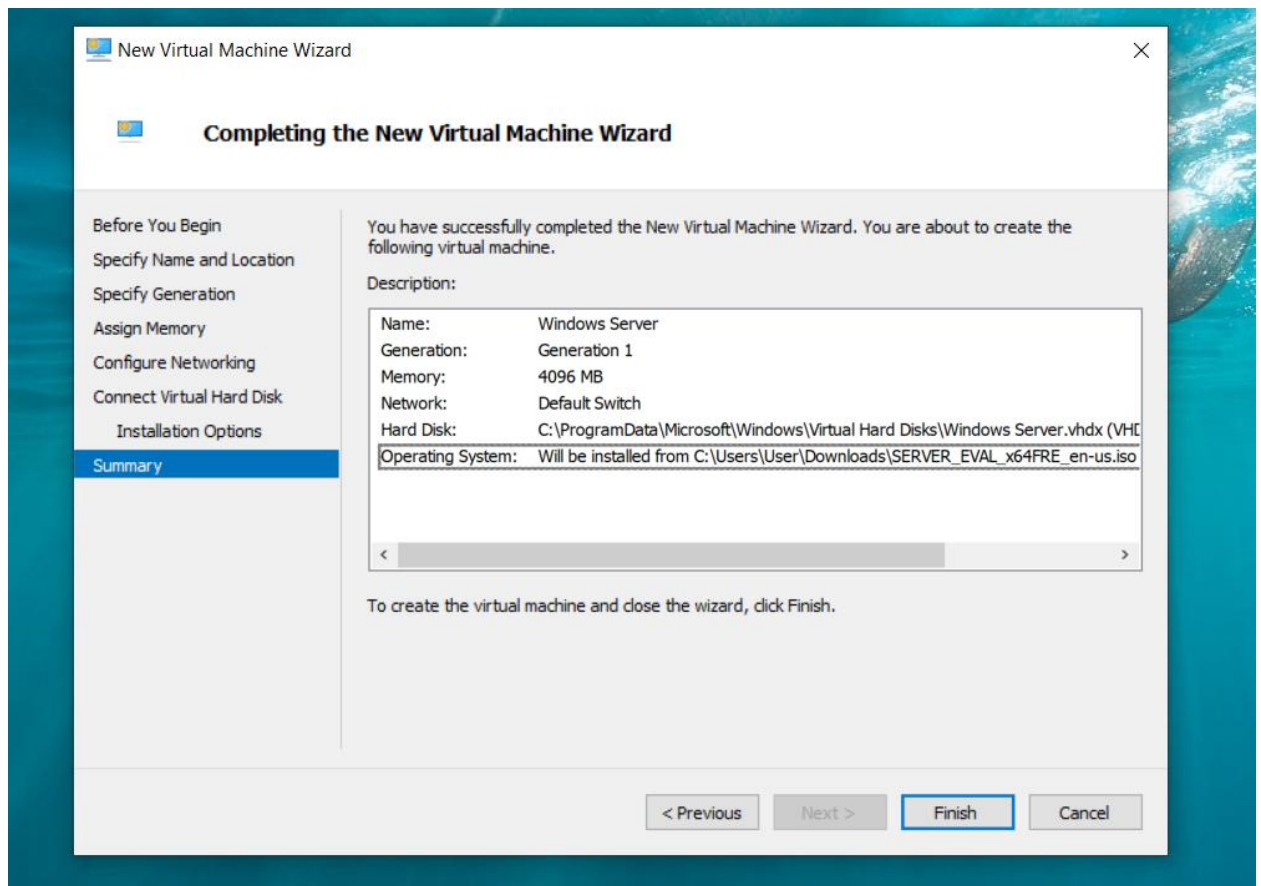 New Virtual Machine Wizard
Completing the New Virtual Machine Wizard
Before You Begin
Specify Name and Location
Specify Generation
Assign Memory
Configure Networking
Connect Virtual Hard Disk
Installation Options
Summary
You have successfully completed the New Virtual Machine Wizard. You are about to create the
following virtual machine.
Description:
Name: Windows Server
Generation: Generation 1
Memory: 4096 MB
Network: Default Switch
Hard Disk: C:\ProgramData\Microsoft\Windows\Virtual Hard Disks\Windows Server.vhdx (VHD
Operating System: Will be installed from C:\Users\User\Downloads\SERVER_EVAL_x64FRE_en-us.iso
To create the virtual machine and close the wizard, click Finish.
< Previous Next > Finish Cancel